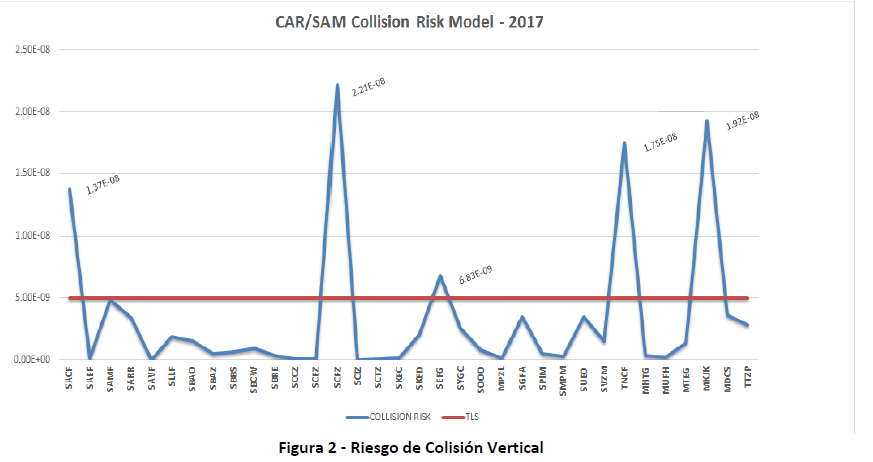 CAR/SAM Collision Risk Model - 2017
2.50E-08
2.00E-08
1.50E-08
1.00E-08
5.00E-09
0.00E+00
1.37E-08
2.21E-08
6.83E-09
1.75E-08
1.92E-08
SACF
SAEF
SAMF
SARR
SAVF
SLLF
SBAO
SBAZ
SBBS
SBCW
SBRE
SCCZ
SCEZ
SCFZ
SCIZ
SCTZ
SKEC
SKED
SEFG
SYGC
SOOO
MPZL
SGFA
SPIM
SMPM
SUEO
SVZM
TNCF
MHTG
MUFH
MTEG
MKJK
MDCS
TTZP
COLLISION RISK
TLS
Figura 2 - Riesgo de Colisión Vertical